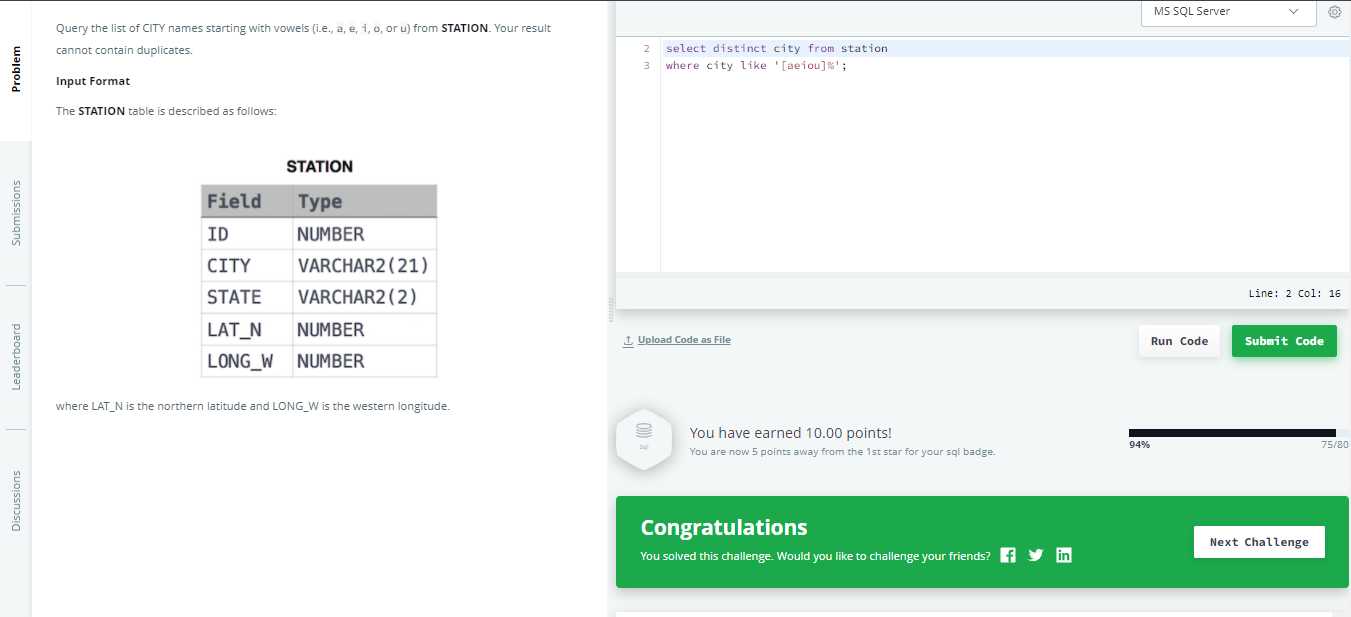 Problem
Submissions
Leaderboard
Discussions
Query the list of CITY names starting with vowels (i.e., a, e, i, o, or u) from STATION. Your result
cannot contain duplicates.
Input Format
The STATION table is described as follows:
STATION
Field Type
ID NUMBER
CITY VARCHAR2(21)
STATE VARCHAR2(2)
LAT_N NUMBER
LONG_W NUMBER
where LAT_N is the northern latitude and LONG_W is the western longitude.
MS SQL Server
2 select distinct city from station
3 where city like '[aeiou]%';
Line: 2 Col: 16
Upload Code as File
Run Code
Submit Code
Sql
You have earned 10.00 points!
You are now 5 points away from the 1st star for your sql badge.
94% 75/80
Congratulations
You solved this challenge. Would you like to challenge your friends?
Next Challenge